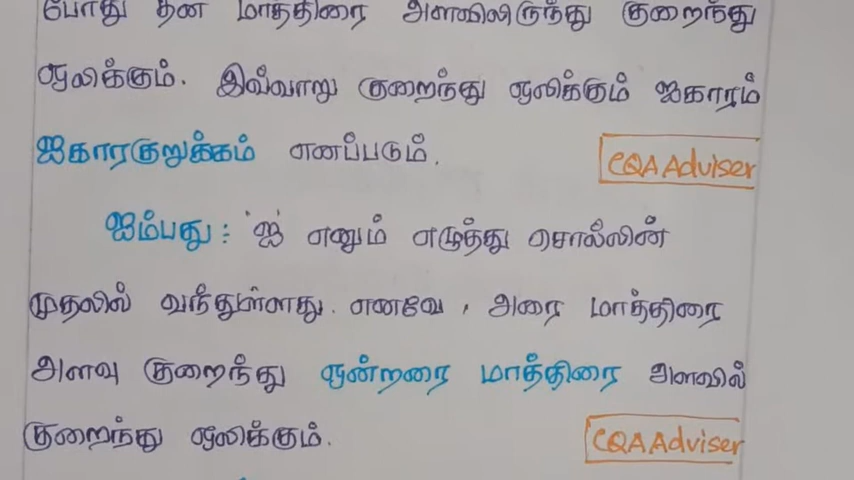 போது தன் மாத்திரை அளவிலிருந்து குறைந்து
ஒலிக்கும். இவ்வாறு குறைந்து ஒலிக்கும் ஐகாரம்
ஐகாரகுறுக்கம் எனப்படும்.
CQA Adviser
ஐம்பது : 'ஐ' எனும் எழுத்து சொல்லின்
முதலில் வந்துள்ளது. எனவே, அரை மாத்திரை
அளவு குறைந்து ஒன்றரை மாத்திரை அளவில்
குறைந்து ஒலிக்கும்.
CQA Adviser